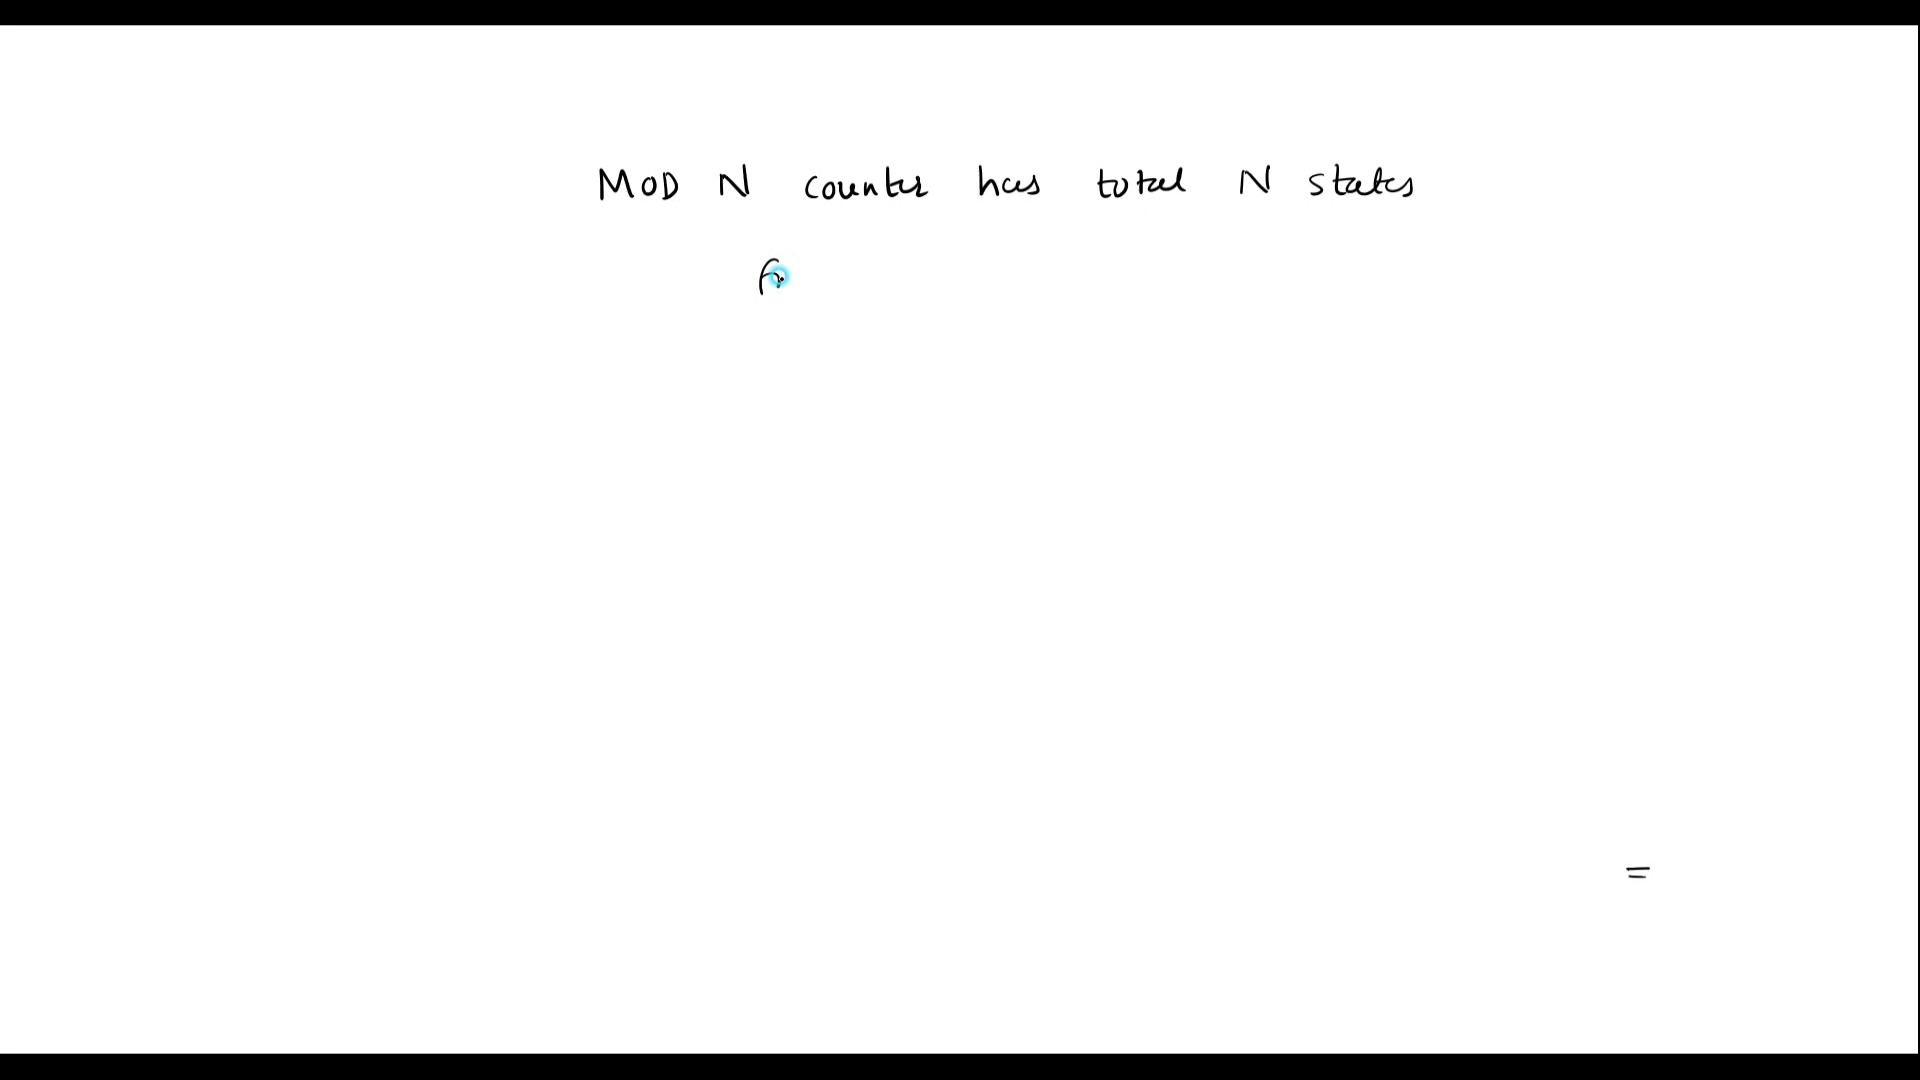 MOD N counter has total N states
=